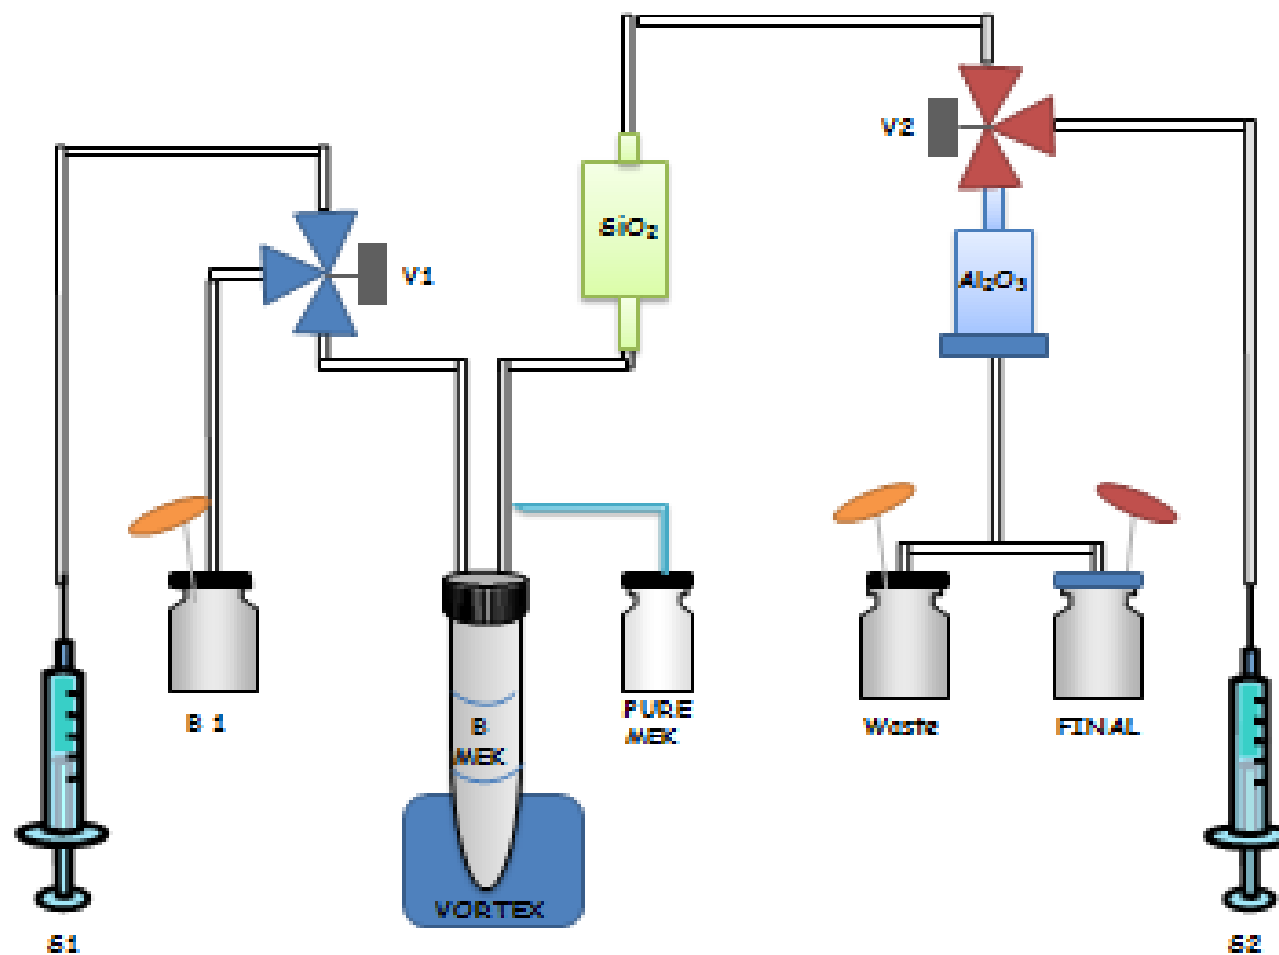 V2
SiO₂
V1
Al₂O₃
B 1
B
MEK
PURE
MEK
Waste
FINAL
VORTEX
S1
S2